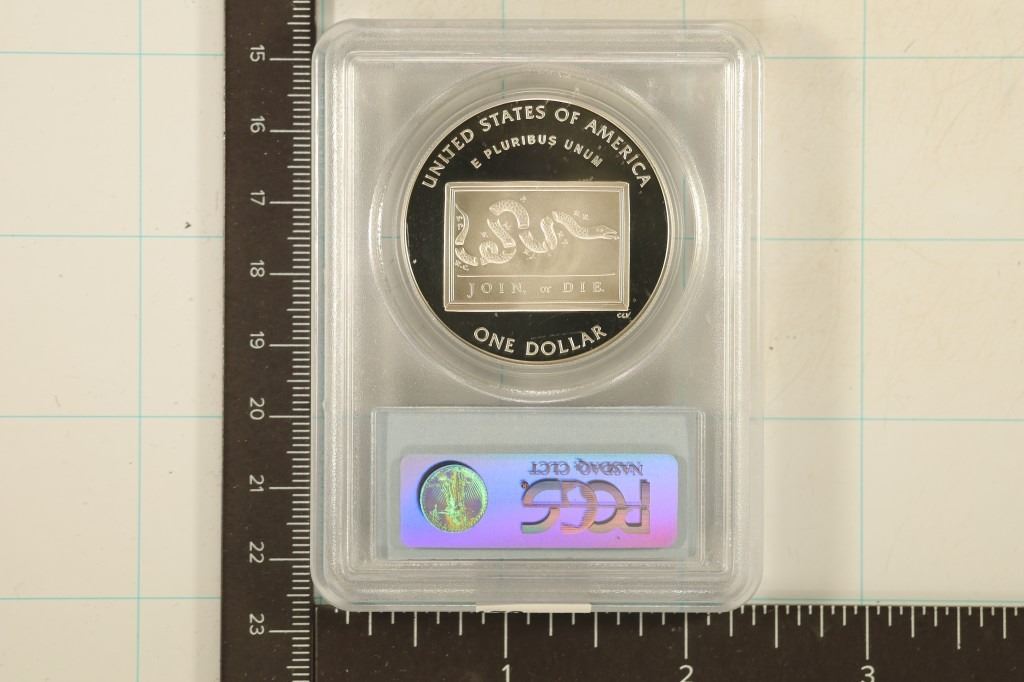 UNITED STATES OF AMERICA
E PLURIBUS UNUM
JOIN, or DIE.
ONE DOLLAR
PCGS
NASDAQ: CLCT
15
16
17
18
19
20
21
22
23
1
2
3